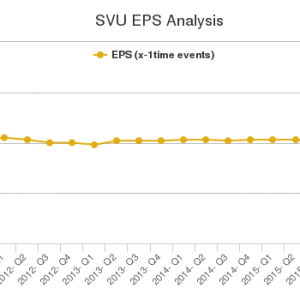 SVU EPS Analysis
EPS (x-1time events)
2012- Q2
2012- Q3
2012- Q4
2013- Q1
2013- Q2
2013- Q3
2013- Q4
2014- Q1
2014- Q2
2014- Q3
2014- Q4
2015- Q1
2015- Q2